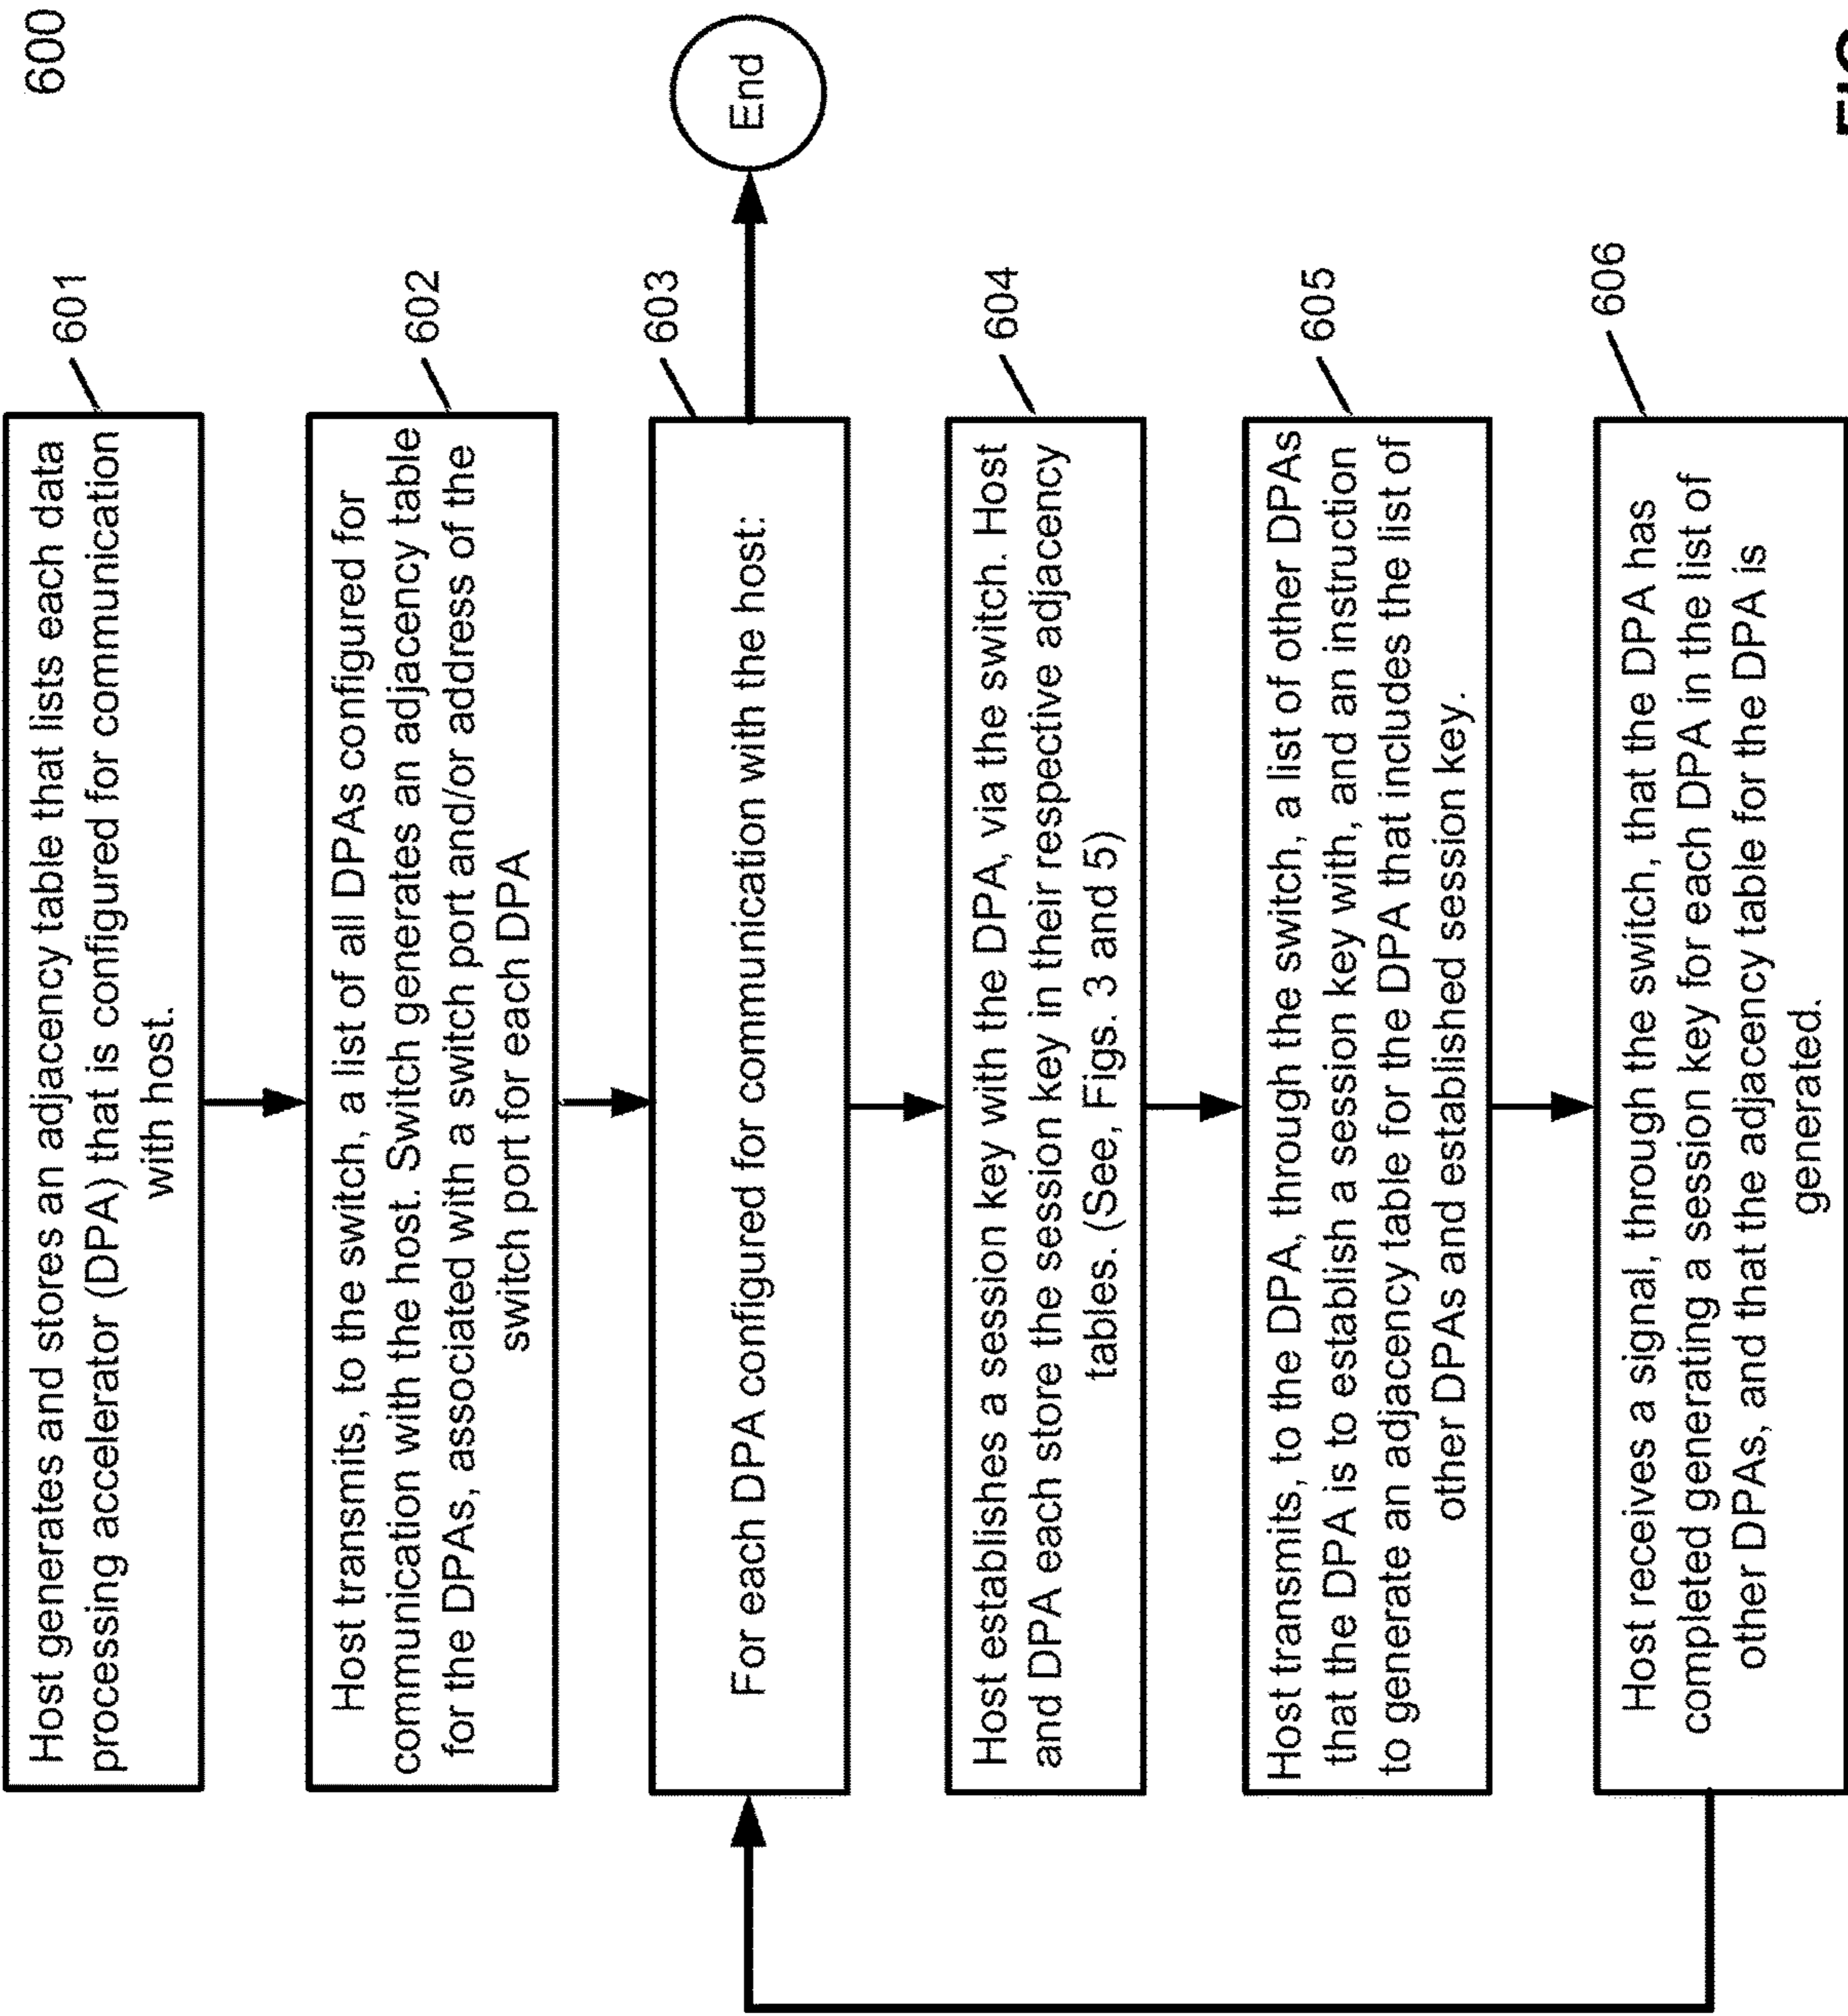 600
Host generates and stores an adjacency table that lists each data
processing accelerator (DPA) that is configured for communication
with host.
601
Host transmits, to the switch, a list of all DPAs configured for
communication with the host. Switch generates an adjacency table
for the DPAs, associated with a switch port and/or address of the
switch port for each DPA
602
For each DPA configured for communication with the host:
603
End
Host establishes a session key with the DPA, via the switch. Host
and DPA each store the session key in their respective adjacency
tables. (See, Figs. 3 and 5)
604
Host transmits, to the DPA, through the switch, a list of other DPAs
that the DPA is to establish a session key with, and an instruction
to generate an adjacency table for the DPA that includes the list of
other DPAs and established session key.
605
Host receives a signal, through the switch, that the DPA has
completed generating a session key for each DPA in the list of
other DPAs, and that the adjacency table for the DPA is
generated.
606